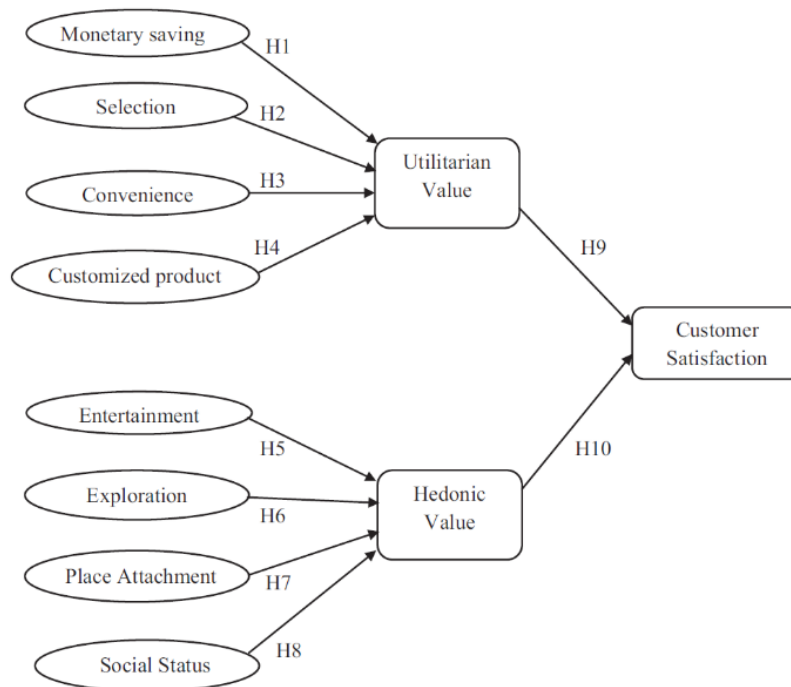 Monetary saving
H1
Selection
H2
Utilitarian
Value
Convenience
H3
Customized product
H4
H9
Customer
Satisfaction
Entertainment
H5
H10
Exploration
H6
Hedonic
Value
Place Attachment
H7
Social Status
H8